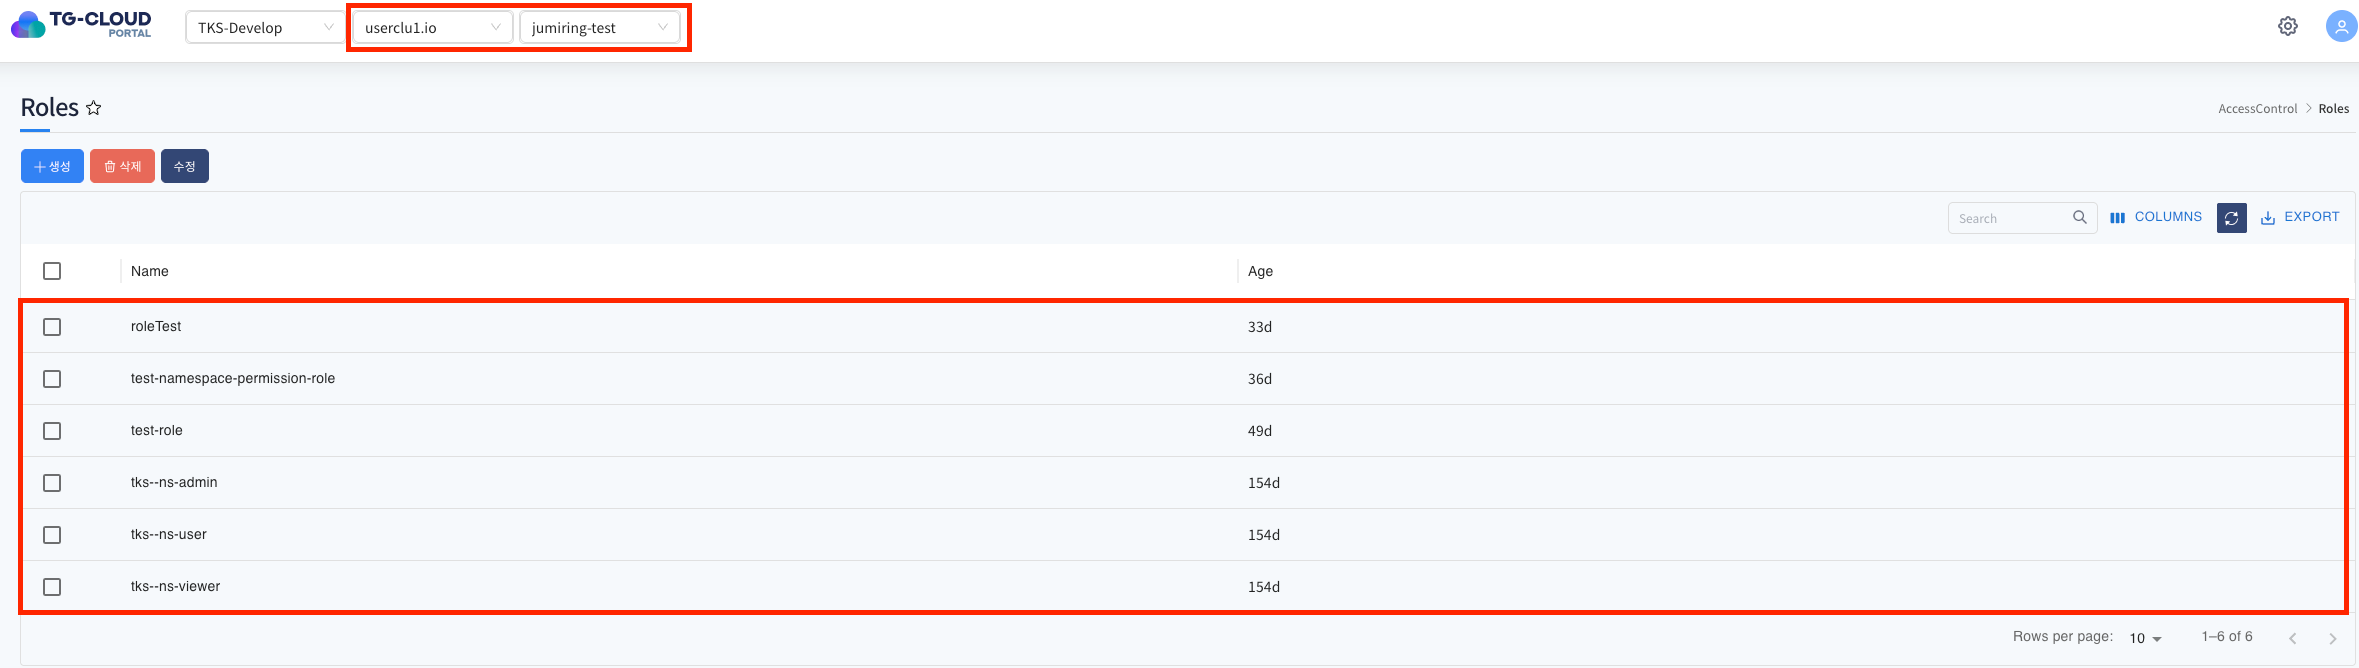 TG-CLOUD
PORTAL
TKS-Develop
userclu1.io
jumiring-test
Roles
AccessControl > Roles
생성
삭제
수정
Search
COLUMNS
EXPORT
Name Age
roleTest 33d
test-namespace-permission-role 36d
test-role 49d
tks--ns-admin 154d
tks--ns-user 154d
tks--ns-viewer 154d
Rows per page: 10 1–6 of 6